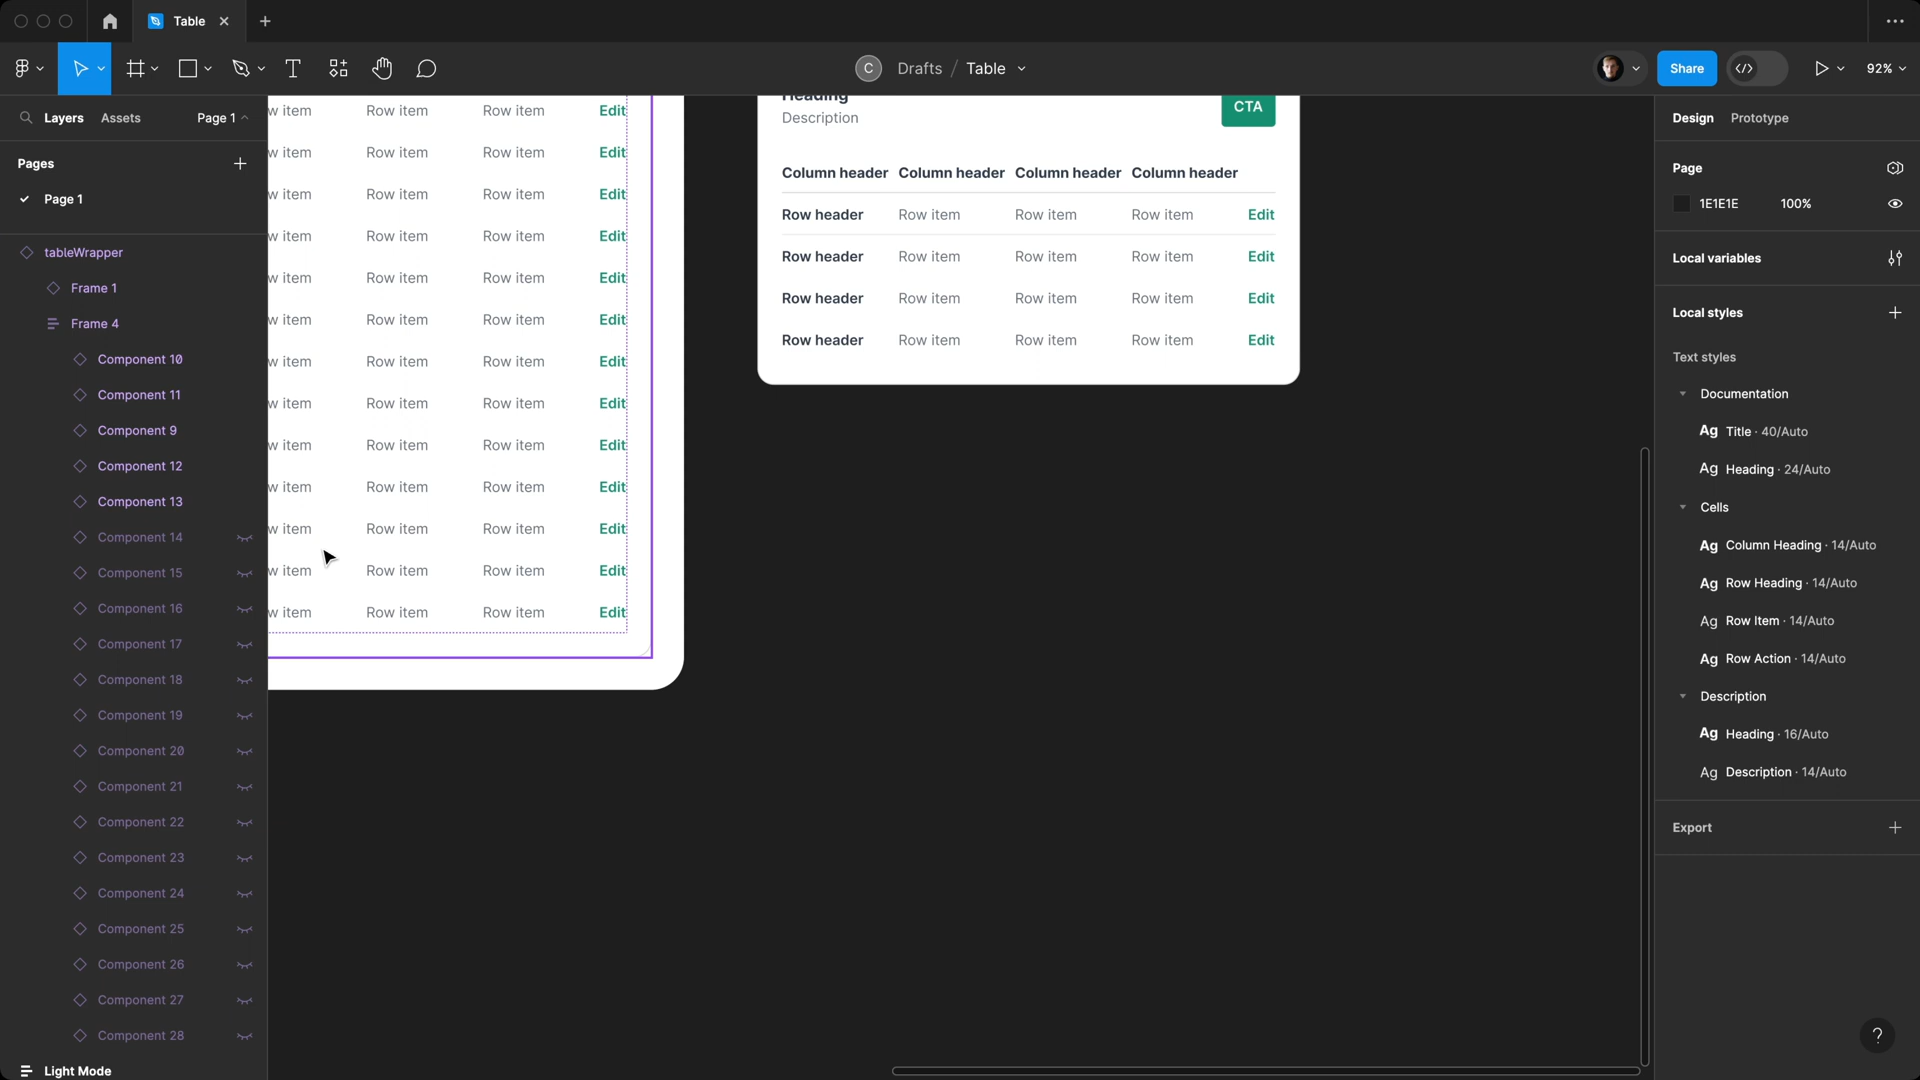 Table
C
Drafts / Table
Share
92%
Layers
Assets
Page 1
Pages
Page 1
tableWrapper
Frame 1
Frame 4
Component 10
Component 11
Component 9
Component 12
Component 13
Component 14
Component 15
Component 16
Component 17
Component 18
Component 19
Component 20
Component 21
Component 22
Component 23
Component 24
Component 25
Component 26
Component 27
Component 28
Light Mode
w item Row item Row item Edit
w item Row item Row item Edit
w item Row item Row item Edit
w item Row item Row item Edit
w item Row item Row item Edit
w item Row item Row item Edit
w item Row item Row item Edit
w item Row item Row item Edit
w item Row item Row item Edit
w item Row item Row item Edit
w item Row item Row item Edit
w item Row item Row item Edit
w item Row item Row item Edit
Heading
CTA
Description
Column header Column header Column header Column header
Row header Row item Row item Row item Edit
Row header Row item Row item Row item Edit
Row header Row item Row item Row item Edit
Row header Row item Row item Row item Edit
Design
Prototype
Page
1E1E1E 100%
Local variables
Local styles
Text styles
Documentation
Ag Title · 40/Auto
Ag Heading · 24/Auto
Cells
Ag Column Heading · 14/Auto
Ag Row Heading · 14/Auto
Ag Row Item · 14/Auto
Ag Row Action · 14/Auto
Description
Ag Heading · 16/Auto
Ag Description · 14/Auto
Export
?